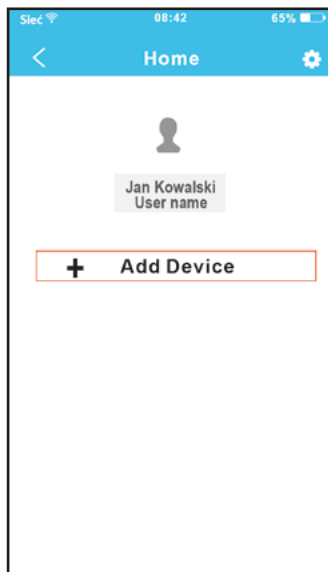 Sieć 08:42 65%
Home
Jan Kowalski
User name
+ Add Device